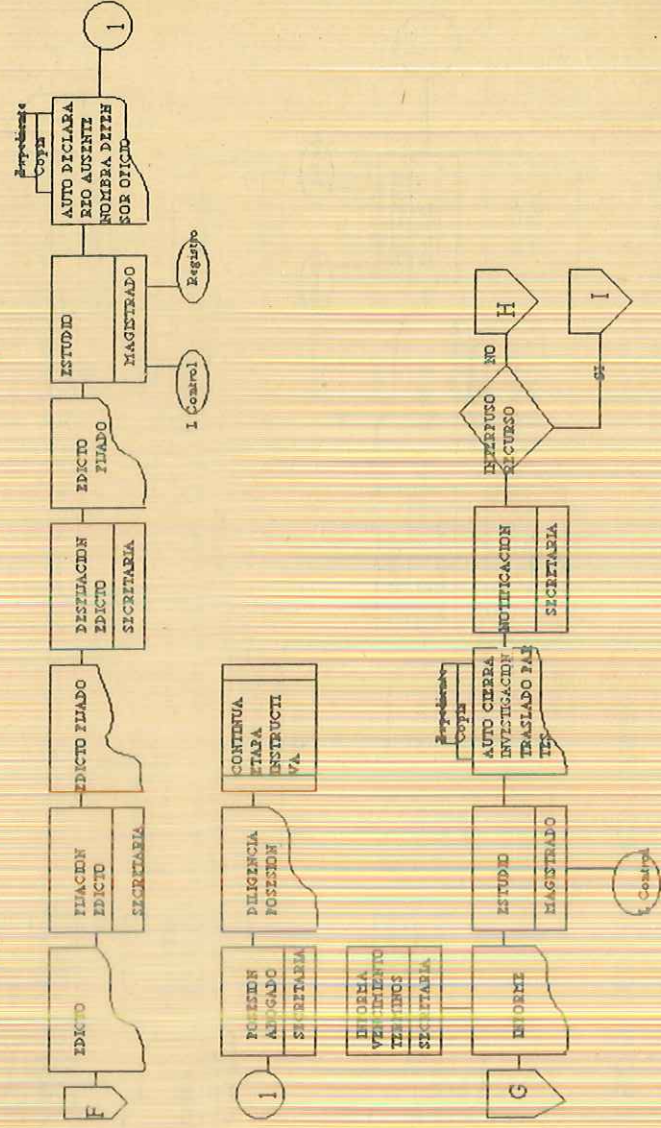 F
EDICTO
FIJACION
EDICTO
SECRETARIA
EDICTO FIJADO
DESFIJACION
EDICTO
SECRETARIA
EDICTO
FIJADO
ESTUDIO
MAGISTRADO
L Control
Registro
Expediente
Copia
AUTO DECLARA
REO AUSENTE
NOMBRA DEFEN
SOR OFICIO
1
1
POSESION
ABOGADO
SECRETARIA
DILIGENCIA
POSESION
CONTINUA
ETAPA
INSTRUCTI
VA
INFORMA
VENCIMIENTO
TERMINOS
SECRETARIA
G
INFORME
ESTUDIO
MAGISTRADO
L Control
Expediente
Copia
AUTO CIERRA
INVESTIGACION
TRASLADO PAR
TES
NOTIFICACION
SECRETARIA
INTERPUSO
RECURSO
NO
H
SI
I